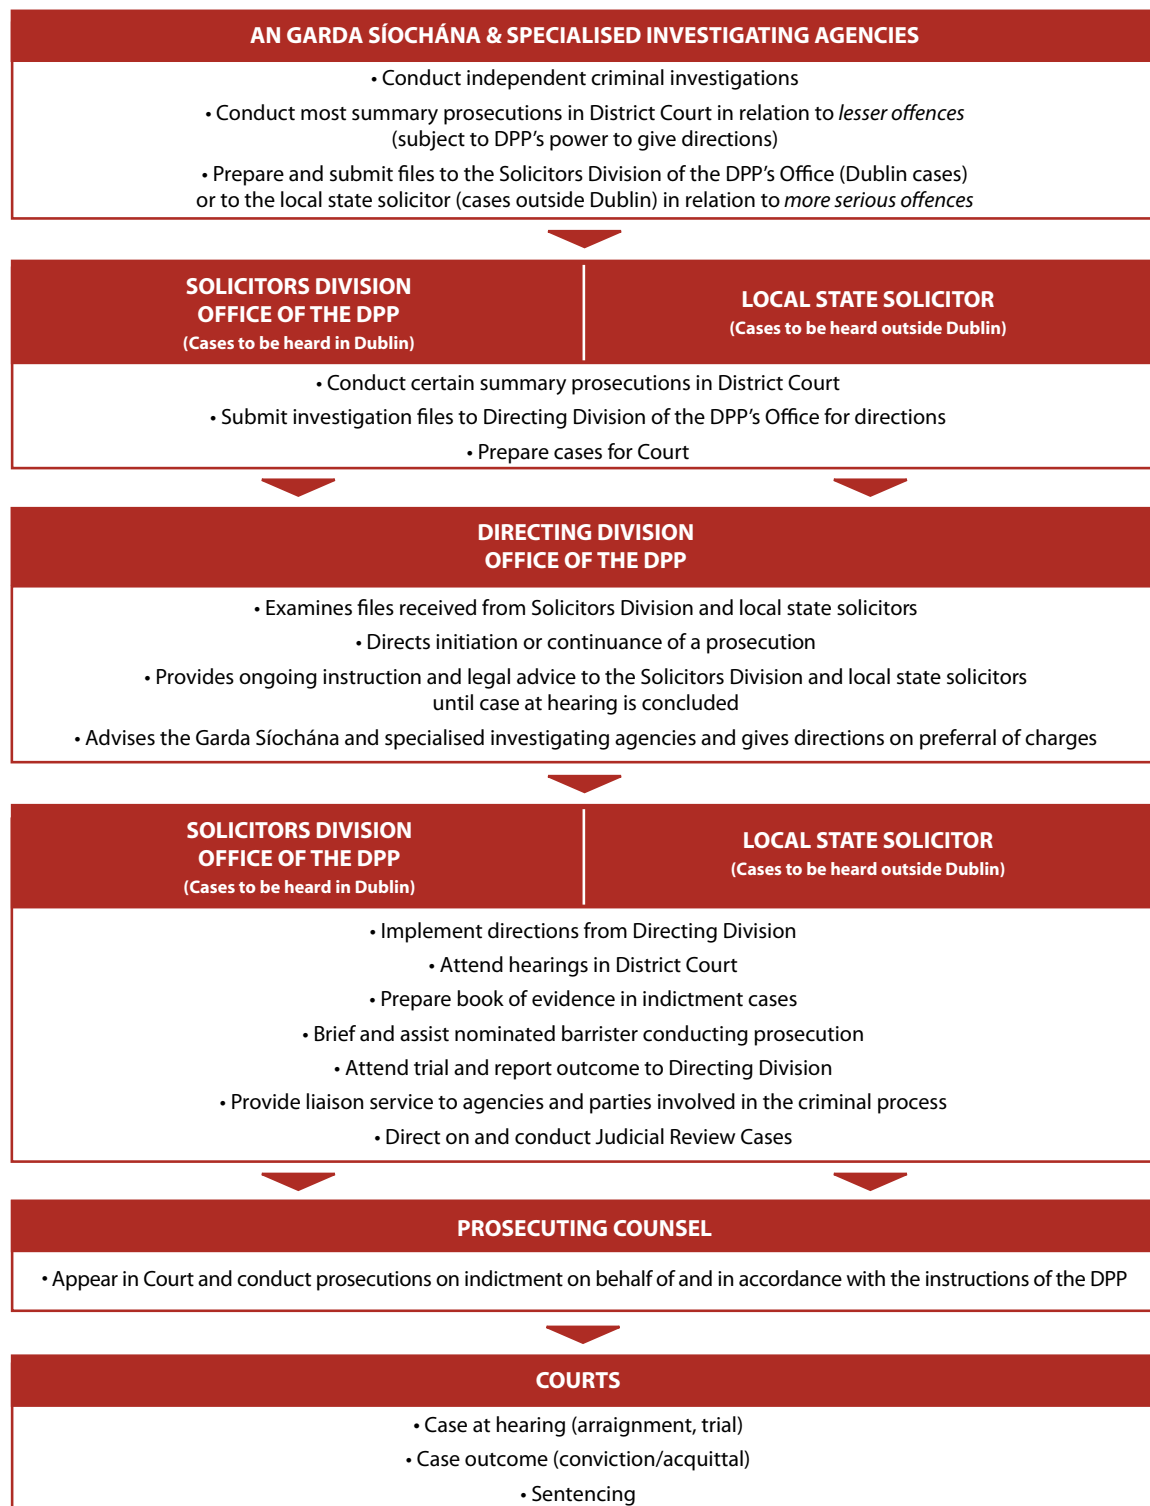 AN GARDA SÍOCHÁNA & SPECIALISED INVESTIGATING AGENCIES
• Conduct independent criminal investigations
• Conduct most summary prosecutions in District Court in relation to lesser offences
(subject to DPP’s power to give directions)
• Prepare and submit files to the Solicitors Division of the DPP’s Office (Dublin cases)
or to the local state solicitor (cases outside Dublin) in relation to more serious offences
SOLICITORS DIVISION
OFFICE OF THE DPP
(Cases to be heard in Dublin)
LOCAL STATE SOLICITOR
(Cases to be heard outside Dublin)
• Conduct certain summary prosecutions in District Court
• Submit investigation files to Directing Division of the DPP’s Office for directions
• Prepare cases for Court
DIRECTING DIVISION
OFFICE OF THE DPP
• Examines files received from Solicitors Division and local state solicitors
• Directs initiation or continuance of a prosecution
• Provides ongoing instruction and legal advice to the Solicitors Division and local state solicitors
until case at hearing is concluded
• Advises the Garda Síochána and specialised investigating agencies and gives directions on preferral of charges
SOLICITORS DIVISION
OFFICE OF THE DPP
(Cases to be heard in Dublin)
LOCAL STATE SOLICITOR
(Cases to be heard outside Dublin)
• Implement directions from Directing Division
• Attend hearings in District Court
• Prepare book of evidence in indictment cases
• Brief and assist nominated barrister conducting prosecution
• Attend trial and report outcome to Directing Division
• Provide liaison service to agencies and parties involved in the criminal process
• Direct on and conduct Judicial Review Cases
PROSECUTING COUNSEL
• Appear in Court and conduct prosecutions on indictment on behalf of and in accordance with the instructions of the DPP
COURTS
• Case at hearing (arraignment, trial)
• Case outcome (conviction/acquittal)
• Sentencing